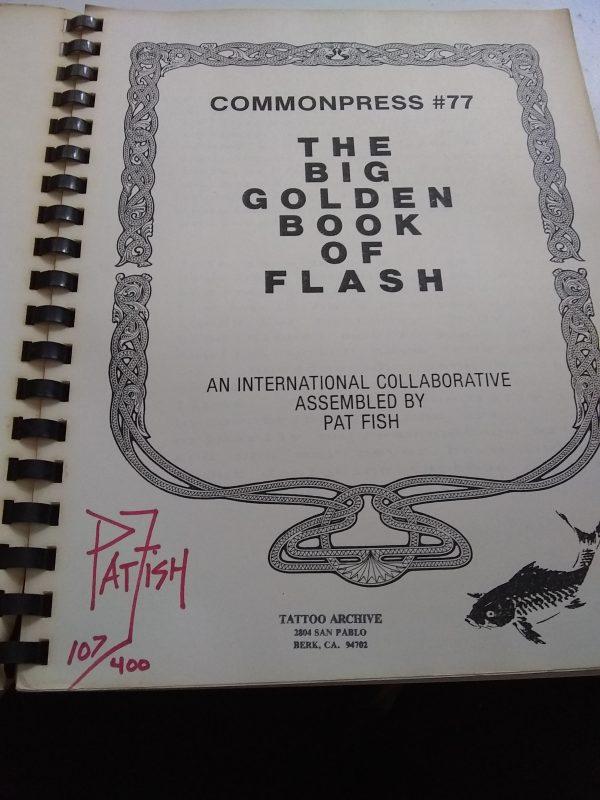 COMMONPRESS #77
THE
BIG
GOLDEN
BOOK
OF
FLASH
AN INTERNATIONAL COLLABORATIVE
ASSEMBLED BY
PAT FISH
PAT FISH
107/400
TATTOO ARCHIVE
2804 SAN PABLO
BERK, CA. 94702